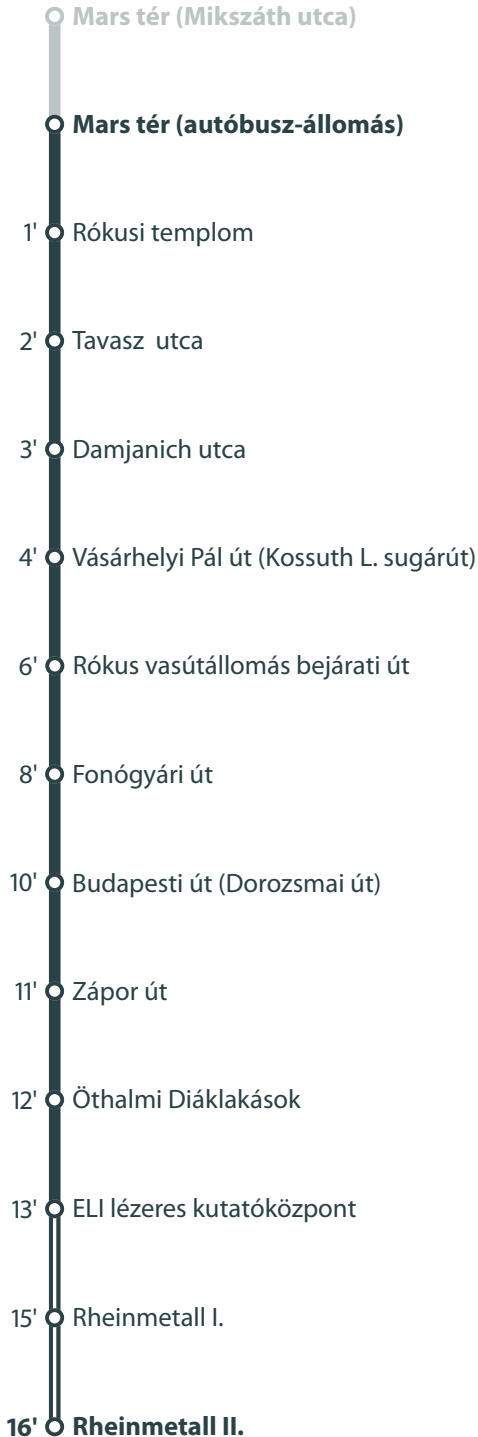 Mars tér (Mikszáth utca)
Mars tér (autóbusz-állomás)
1' Rókusi templom
2' Tavasz utca
3' Damjanich utca
4' Vásárhelyi Pál út (Kossuth L. sugárút)
6' Rókus vasútállomás bejárati út
8' Fonógyári út
10' Budapesti út (Dorozsmai út)
11' Zápor út
12' Öthalmi Diáklakások
13' ELI lézeres kutatóközpont
15' Rheinmetall I.
16' Rheinmetall II.